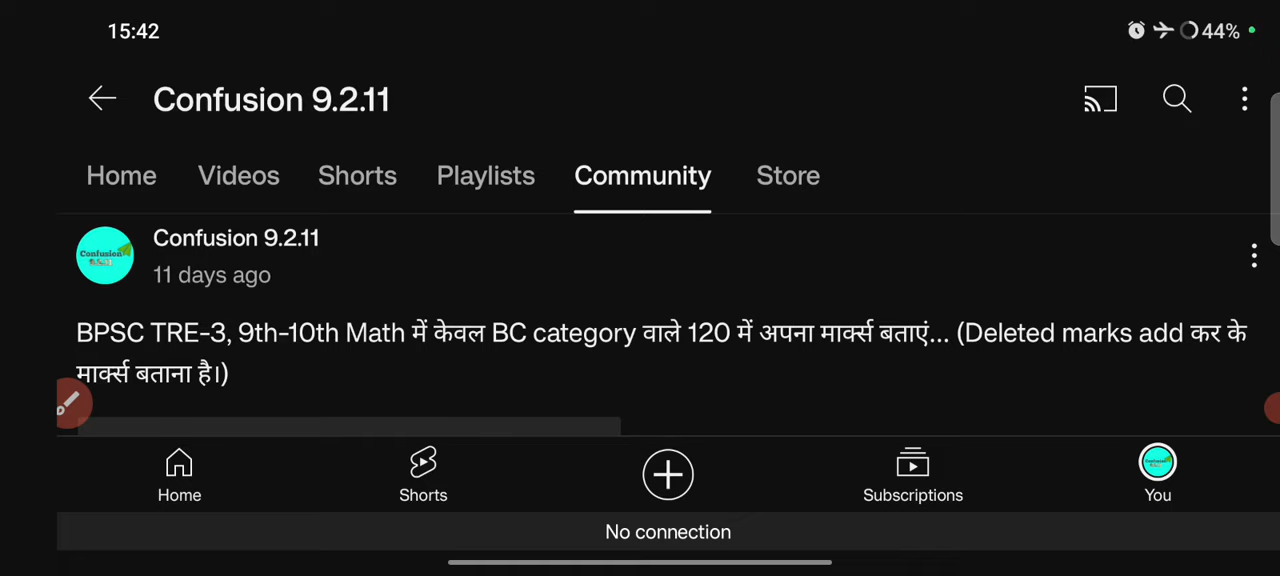 15:42
44%
Confusion 9.2.11
Home Videos Shorts Playlists Community Store
Confusion 9.2.11
11 days ago
BPSC TRE-3, 9th-10th Math में केवल BC category वाले 120 में अपना मार्क्स बताएं... (Deleted marks add कर के
मार्क्स बताना है।)
Home Shorts Subscriptions You
No connection